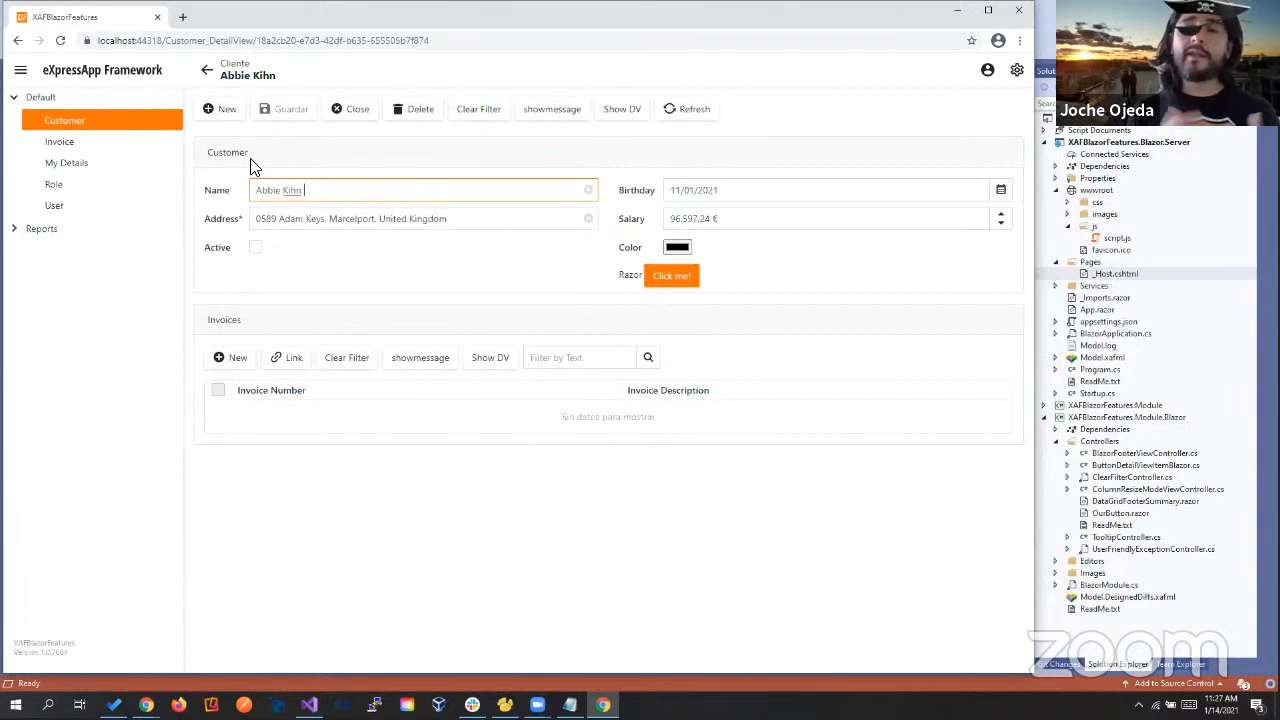 XAFBlazorFeatures
localhost:44318/Customer_DetailView/18a2cb20-e7d3-42df-b635-c65505b7e974
eXpressApp Framework
Cliente
Abbie Kihn
Default
Customer
Invoice
My Details
Role
User
Reports
New
Guardar
Close
Delete
Clear Filter
showmessage
Show DV
Refresh
Customer
Name
Abbie Kihn
Birthday
11/01/2021
Address*
0589 Adam Keys, Marcelport, United Kingdom
Salary
96.597,24 €
Active
Color
Razor
Click me!
Invoices
New
Link
Clear Filter
showmessage
Show DV
Filter by Text
Invoice Number
Invoice Description
Sin datos para mostrar
XAFBlazorFeatures
Version 1.0.7684
Joche Ojeda
Script Documents
XAFBlazorFeatures.Blazor.Server
Connected Services
Dependencies
Properties
wwwroot
css
images
js
script.js
favicon.ico
Pages
_Host.cshtml
Services
_Imports.razor
App.razor
appsettings.json
BlazorApplication.cs
Model.log
Model.xafml
Program.cs
ReadMe.txt
Startup.cs
XAFBlazorFeatures.Module
XAFBlazorFeatures.Module.Blazor
Dependencies
Controllers
BlazorFooterViewController.cs
ButtonDetailViewItemBlazor.cs
ClearFilterController.cs
ColumnResizeModeViewController.cs
DataGridFooterSummary.razor
OurButton.razor
ReadMe.txt
TooltipController.cs
UserFriendlyExceptionController.cs
Editors
Images
BlazorModule.cs
Model.DesignedDiffs.xafml
ReadMe.txt
zoom
Git Changes Solution Explorer Team Explorer
Ready
Add to Source Control
11:27 AM
1/14/2021